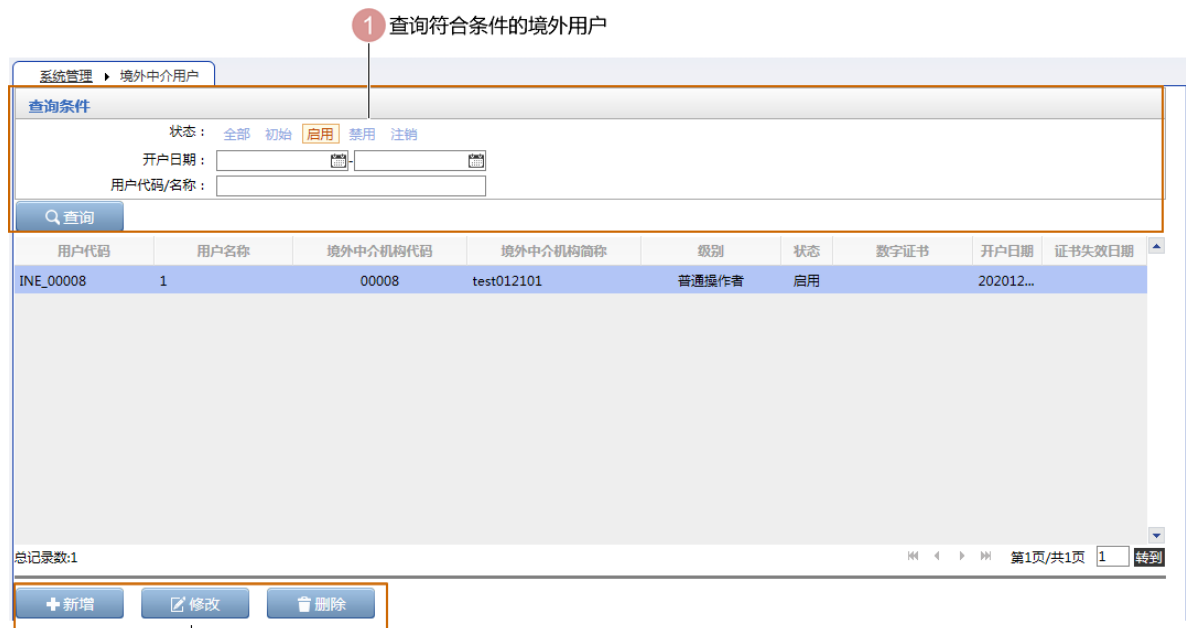 1 查询符合条件的境外用户
系统管理 境外中介用户
查询条件
状态： 全部 初始 启用 禁用 注销
开户日期： -
用户代码/名称：
查询
用户代码 用户名称 境外中介机构代码 境外中介机构简称 级别 状态 数字证书 开户日期 证书失效日期
INE_00008 1 00008 test012101 普通操作者 启用 202012...
总记录数:1 第1页/共1页 1 转到
新增 修改 删除